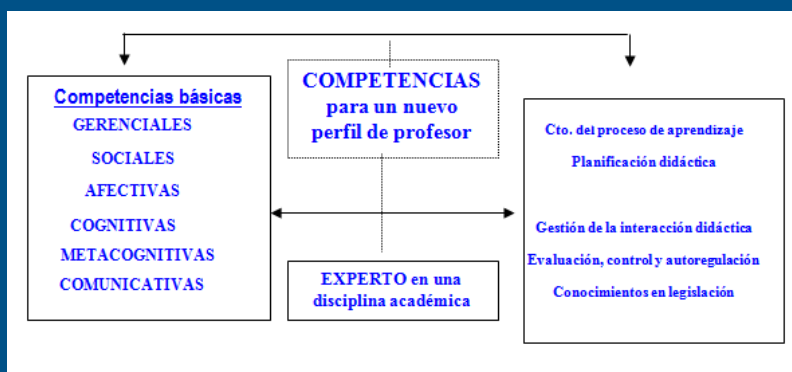 Competencias básicas
GERENCIALES
SOCIALES
AFECTIVAS
COGNITIVAS
METACOGNITIVAS
COMUNICATIVAS
COMPETENCIAS
para un nuevo
perfil de profesor
EXPERTO en una
disciplina académica
Cto. del proceso de aprendizaje
Planificación didáctica
Gestión de la interacción didáctica
Evaluación, control y autoregulación
Conocimientos en legislación